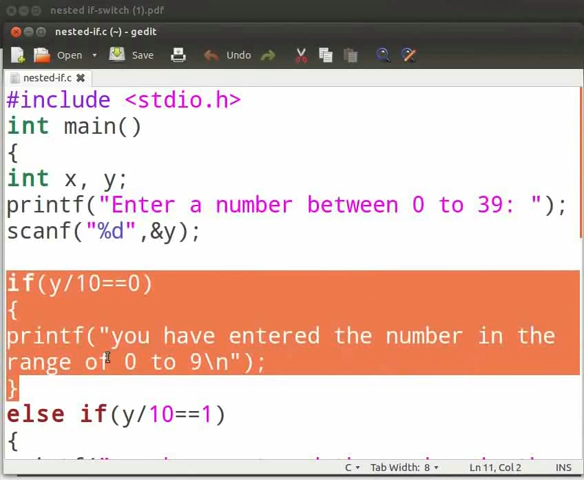 nested if-switch (1).pdf
nested-if.c (~) - gedit
Open Save Undo
nested-if.c
#include <stdio.h>
int main()
{
int x, y;
printf("Enter a number between 0 to 39: ");
scanf("%d",&y);
if(y/10==0)
{
printf("you have entered the number in the
range of 0 to 9\n");
}
else if(y/10==1)
{
C Tab Width: 8 Ln 11, Col 2 INS